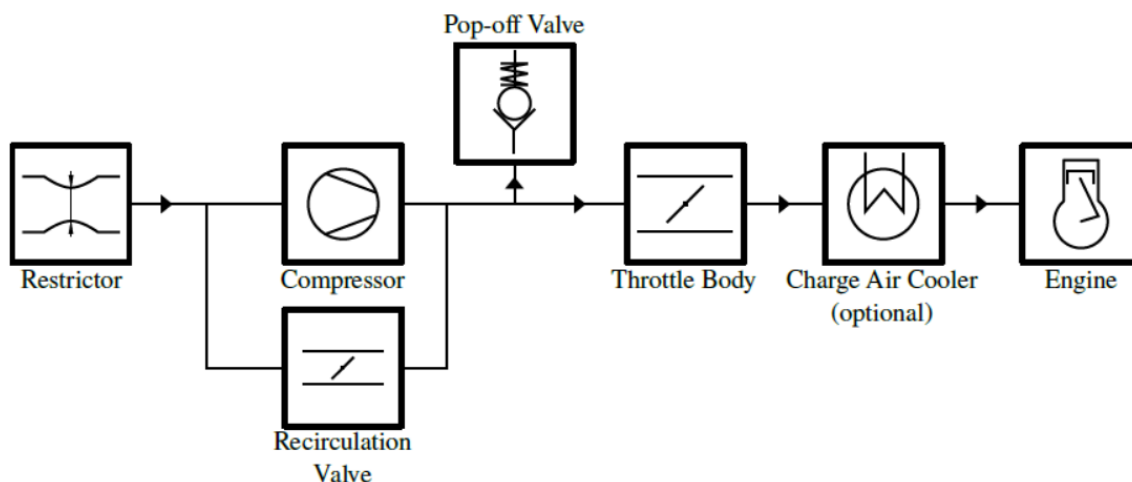 Pop-off Valve
Restrictor
Compressor
Throttle Body
Charge Air Cooler
(optional)
Engine
Recirculation
Valve